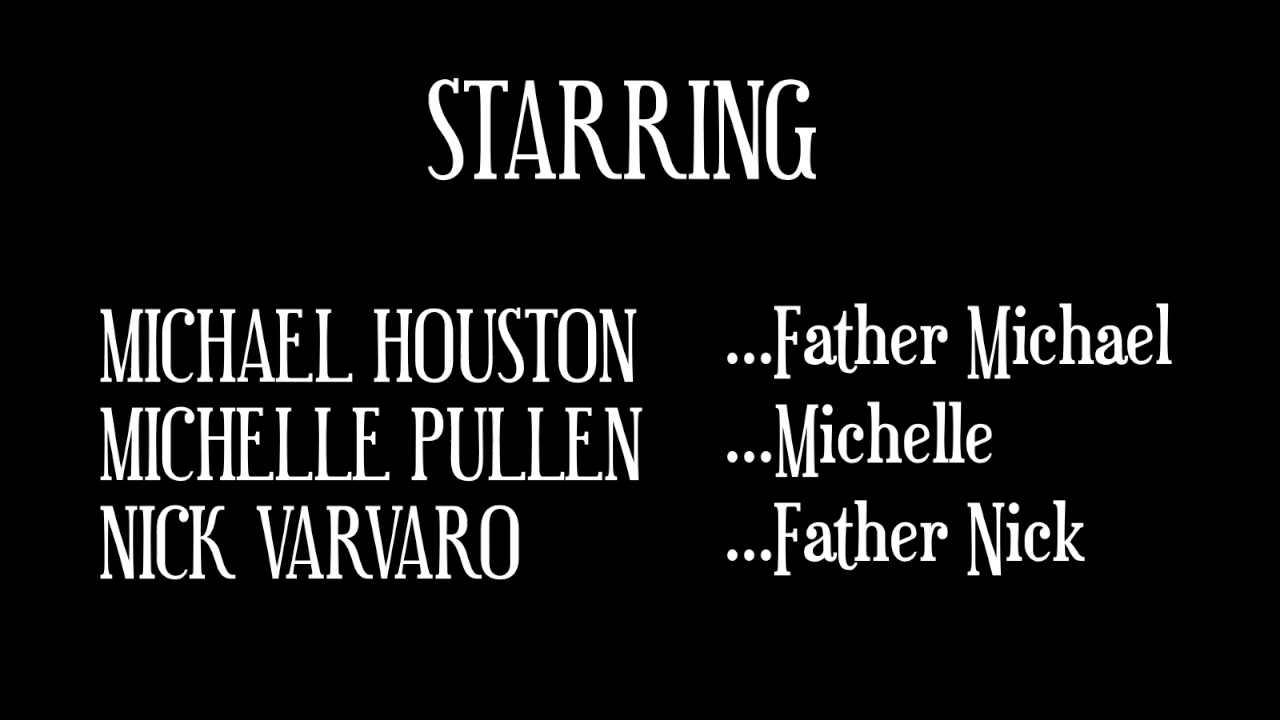 STARRING
MICHAEL HOUSTON ...Father Michael
MICHELLE PULLEN ...Michelle
NICK VARVARO ...Father Nick